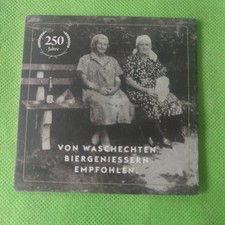 250
Jahre
VON WASCHECHTEN
BIERGENIESSERN
EMPFOHLEN.